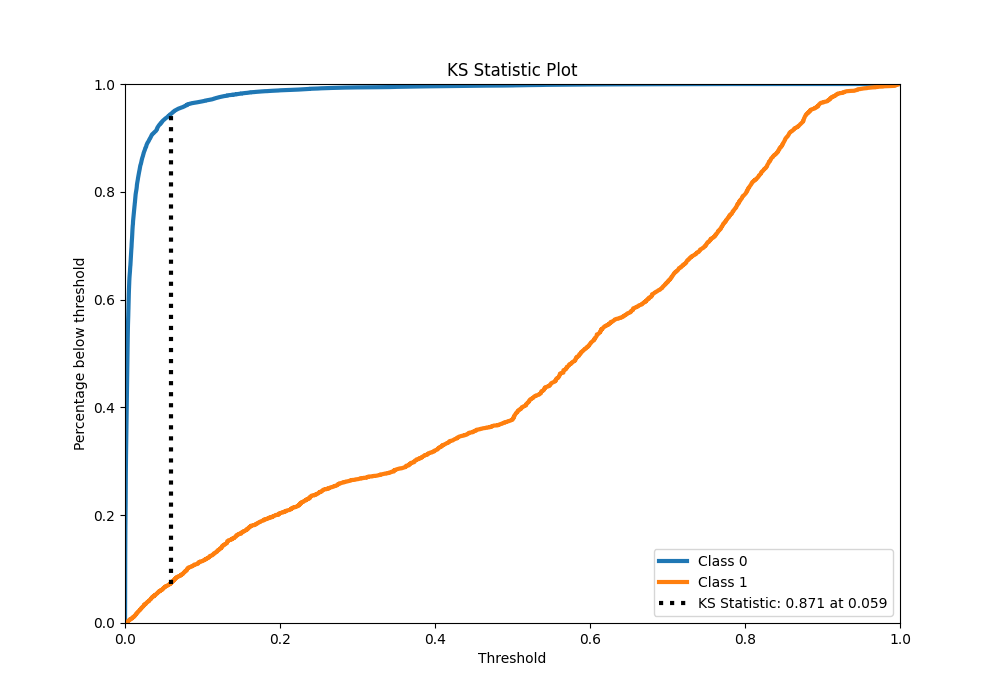 KS Statistic Plot
1.0
0.8
0.6
0.4
0.2
0.0
Percentage below threshold
0.0 0.2 0.4 0.6 0.8 1.0
Threshold
Class 0
Class 1
KS Statistic: 0.871 at 0.059